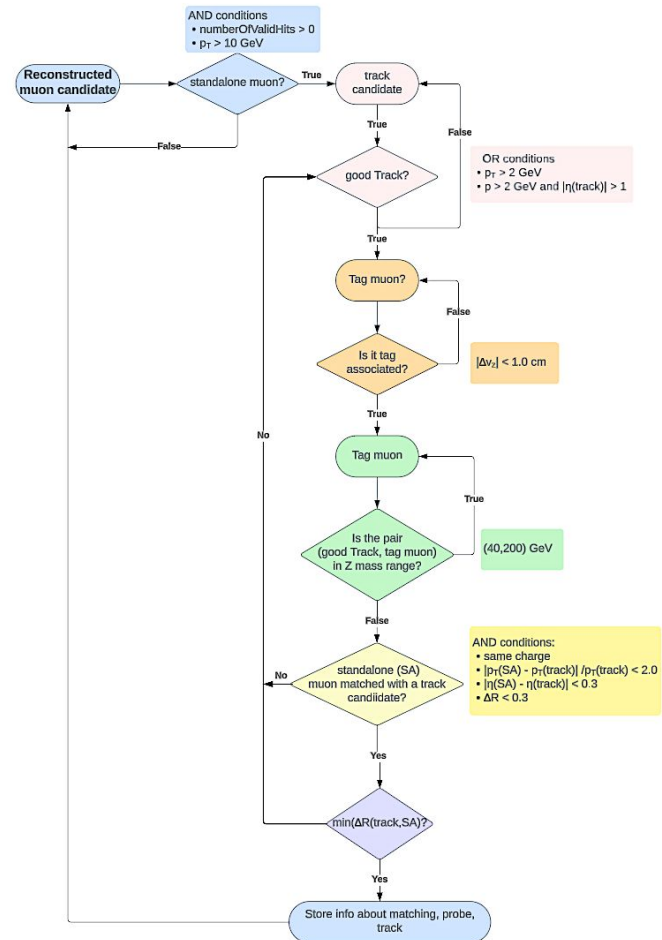 AND conditions
• numberOfValidHits > 0
• pT > 10 GeV
Reconstructed
muon candidate
standalone muon?
True
track
candidate
False
True
False
good Track?
OR conditions
• pT > 2 GeV
• p > 2 GeV and |η(track)| > 1
True
Tag muon?
False
Is it tag
associated?
|Δvz| < 1.0 cm
True
No
Tag muon
True
Is the pair
(good Track, tag muon)
in Z mass range?
(40,200) GeV
False
AND conditions:
• same charge
• |pT(SA) - pT(track)| /pT(track) < 2.0
• |η(SA) - η(track)| < 0.3
• ΔR < 0.3
standalone (SA)
muon matched with a track
candiidate?
No
Yes
min(ΔR(track,SA)?
Yes
Store info about matching, probe,
track